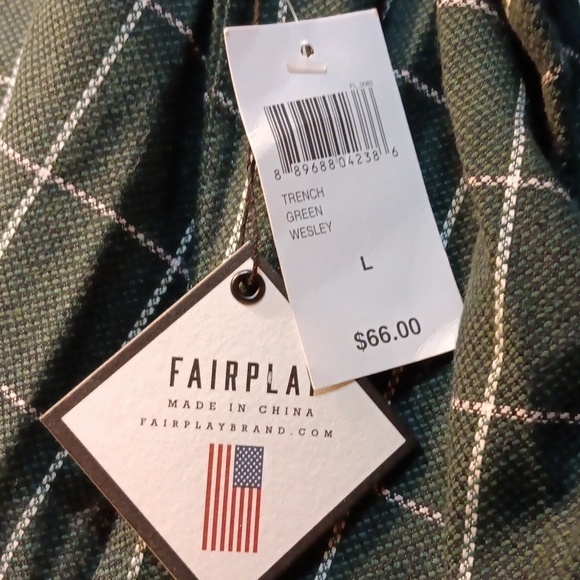 8 89688 04238 6
TRENCH
GREEN
WESLEY
L
$66.00
FAIRPLA
MADE IN CHINA
FAIRPLAYBRAND.COM